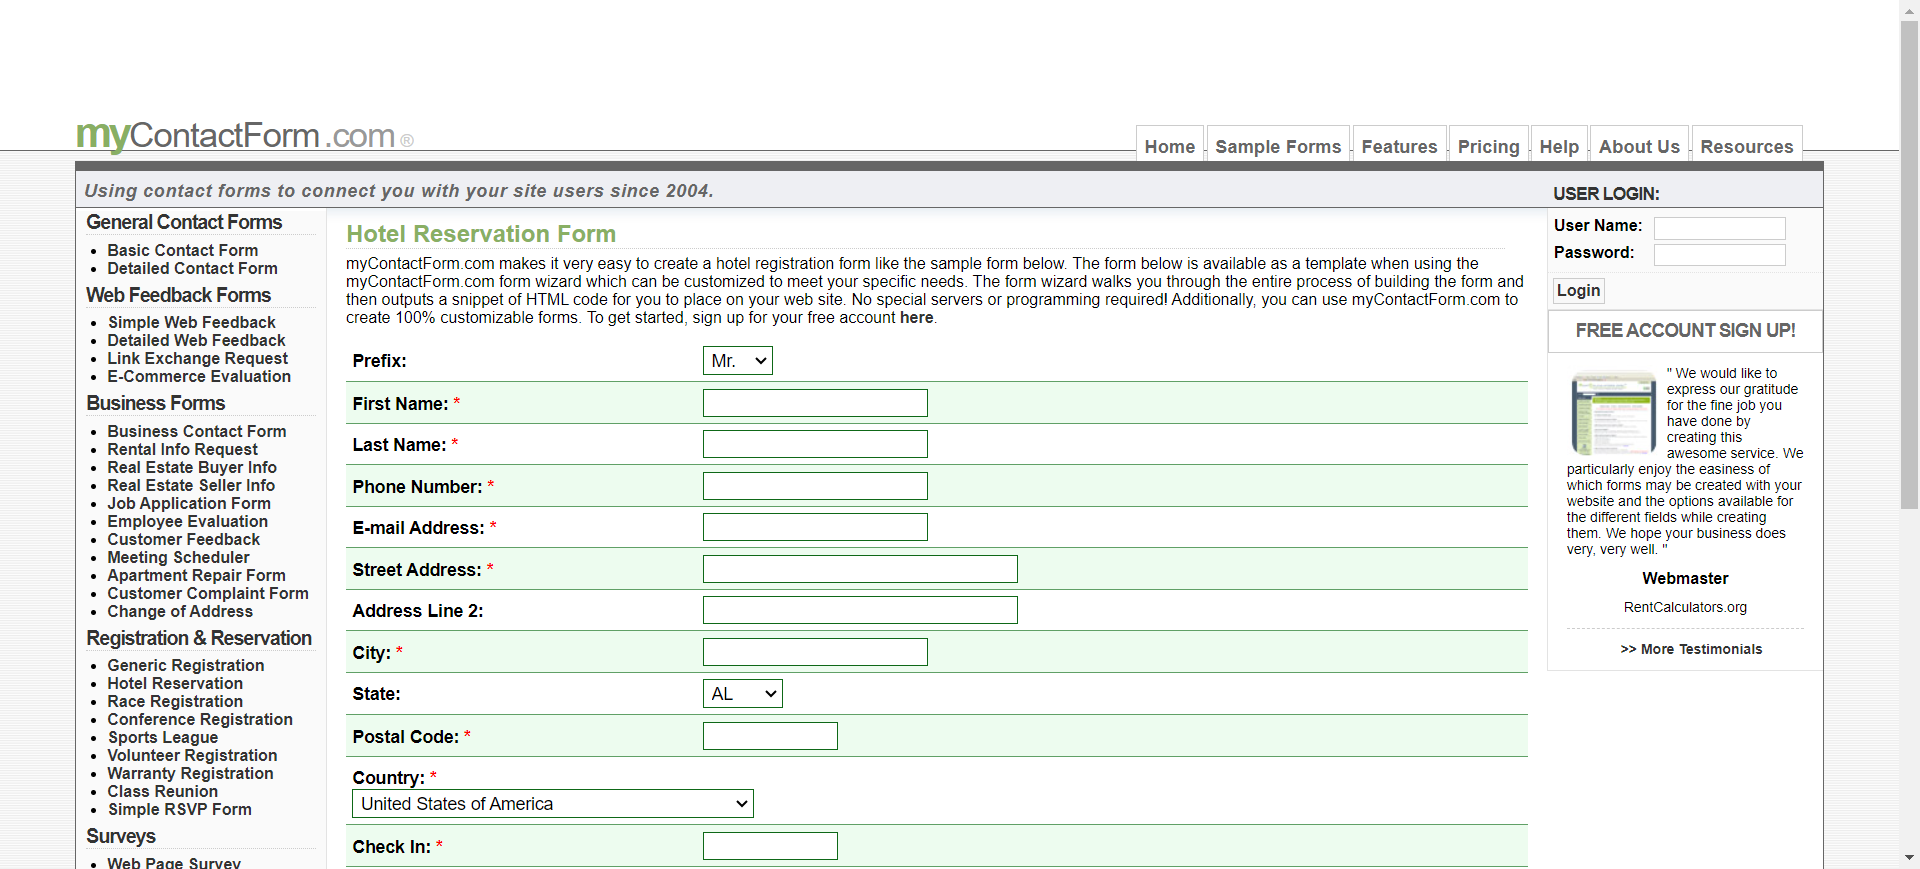 myContactForm.com ®
Home
Sample Forms
Features
Pricing
Help
About Us
Resources
Using contact forms to connect you with your site users since 2004.
General Contact Forms
Basic Contact Form
Detailed Contact Form
Web Feedback Forms
Simple Web Feedback
Detailed Web Feedback
Link Exchange Request
E-Commerce Evaluation
Business Forms
Business Contact Form
Rental Info Request
Real Estate Buyer Info
Real Estate Seller Info
Job Application Form
Employee Evaluation
Customer Feedback
Meeting Scheduler
Apartment Repair Form
Customer Complaint Form
Change of Address
Registration & Reservation
Generic Registration
Hotel Reservation
Race Registration
Conference Registration
Sports League
Volunteer Registration
Warranty Registration
Class Reunion
Simple RSVP Form
Surveys
Web Page Survey
Hotel Reservation Form
myContactForm.com makes it very easy to create a hotel registration form like the sample form below. The form below is available as a template when using the
myContactForm.com form wizard which can be customized to meet your specific needs. The form wizard walks you through the entire process of building the form and
then outputs a snippet of HTML code for you to place on your web site. No special servers or programming required! Additionally, you can use myContactForm.com to
create 100% customizable forms. To get started, sign up for your free account here.
Prefix: Mr.
First Name: *
Last Name: *
Phone Number: *
E-mail Address: *
Street Address: *
Address Line 2:
City: *
State: AL
Postal Code: *
Country: *
United States of America
Check In: *
USER LOGIN:
User Name:
Password:
Login
FREE ACCOUNT SIGN UP!
" We would like to
express our gratitude
for the fine job you
have done by
creating this
awesome service. We
particularly enjoy the easiness of
which forms may be created with your
website and the options available for
the different fields while creating
them. We hope your business does
very, very well. "
Webmaster
RentCalculators.org
>> More Testimonials